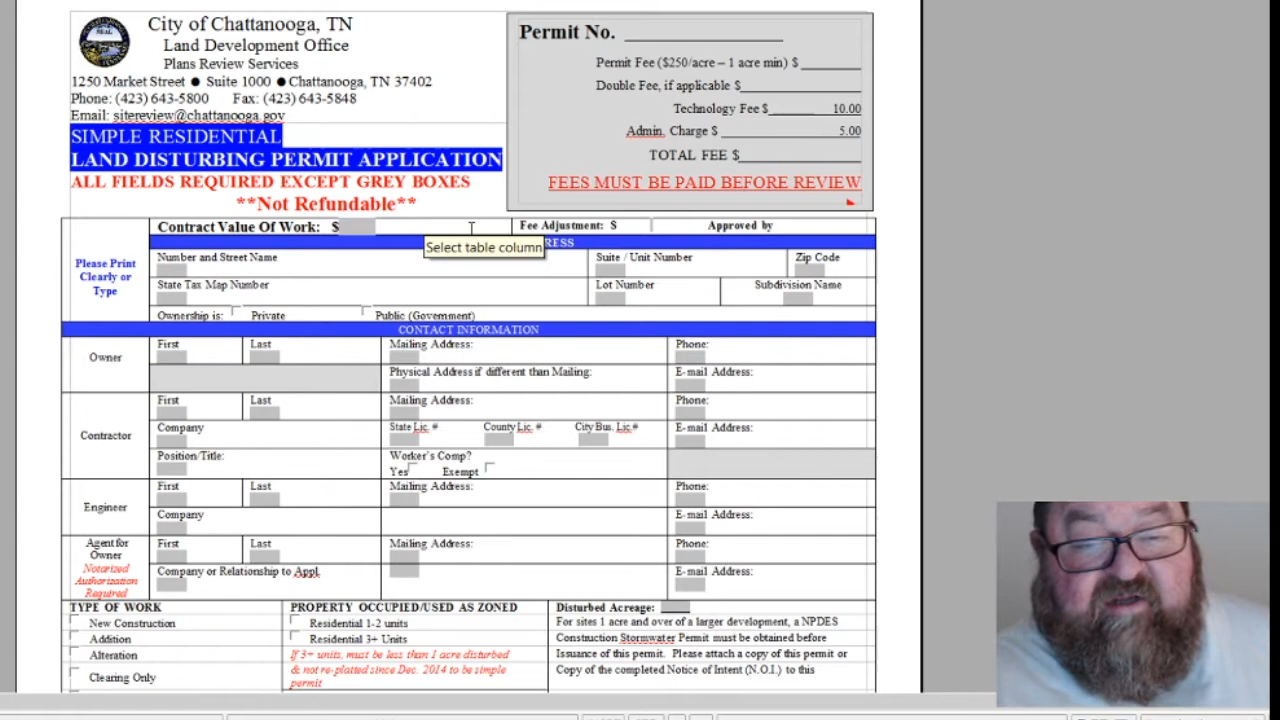 City of Chattanooga, TN
Land Development Office
Plans Review Services
1250 Market Street ● Suite 1000 ● Chattanooga, TN 37402
Phone: (423) 643-5800 Fax: (423) 643-5848
Email: sitereview@chattanooga.gov
SIMPLE RESIDENTIAL
LAND DISTURBING PERMIT APPLICATION
ALL FIELDS REQUIRED EXCEPT GREY BOXES
**Not Refundable**
Permit No.
Permit Fee ($250/acre – 1 acre min) $
Double Fee, if applicable $
Technology Fee $ 10.00
Admin. Charge $ 5.00
TOTAL FEE $
FEES MUST BE PAID BEFORE REVIEW
Contract Value Of Work: $ Fee Adjustment: $ Approved by
Select table column
RESS
Please Print
Clearly or
Type
Number and Street Name Suite / Unit Number Zip Code
State Tax Map Number Lot Number Subdivision Name
Ownership is: Private Public (Government)
CONTACT INFORMATION
Owner
First Last Mailing Address: Phone:
Physical Address if different than Mailing: E-mail Address:
Contractor
First Last Mailing Address: Phone:
Company State Lic. # County Lic. # City Bus. Lic.# E-mail Address:
Position/Title: Worker's Comp?
Yes Exempt
Engineer
First Last Mailing Address: Phone:
Company E-mail Address:
Agent for
Owner
Notarized
Authorization
Required
First Last Mailing Address: Phone:
Company or Relationship to Appl. E-mail Address:
TYPE OF WORK PROPERTY OCCUPIED/USED AS ZONED Disturbed Acreage:
New Construction Residential 1-2 units For sites 1 acre and over of a larger development, a NPDES
Addition Residential 3+ Units Construction Stormwater Permit must be obtained before
Alteration If 3+ units, must be less than 1 acre disturbed Issuance of this permit. Please attach a copy of this permit or
Clearing Only & not re-platted since Dec. 2014 to be simple Copy of the completed Notice of Intent (N.O.I.) to this
permit